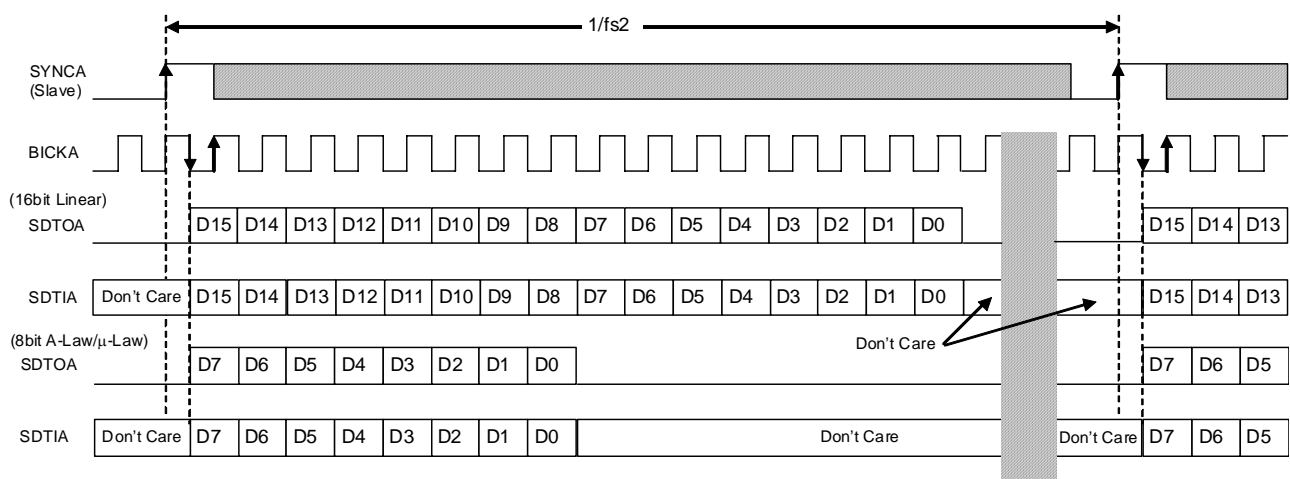 1/fs2
SYNCA
(Slave)
BICKA
(16bit Linear)
SDTOA D15 D14 D13 D12 D11 D10 D9 D8 D7 D6 D5 D4 D3 D2 D1 D0 D15 D14 D13
SDTIA Don't Care D15 D14 D13 D12 D11 D10 D9 D8 D7 D6 D5 D4 D3 D2 D1 D0 D15 D14 D13
Don't Care
(8bit A-Law/μ-Law)
SDTOA D7 D6 D5 D4 D3 D2 D1 D0 D7 D6 D5
SDTIA Don't Care D7 D6 D5 D4 D3 D2 D1 D0 Don't Care Don't Care D7 D6 D5